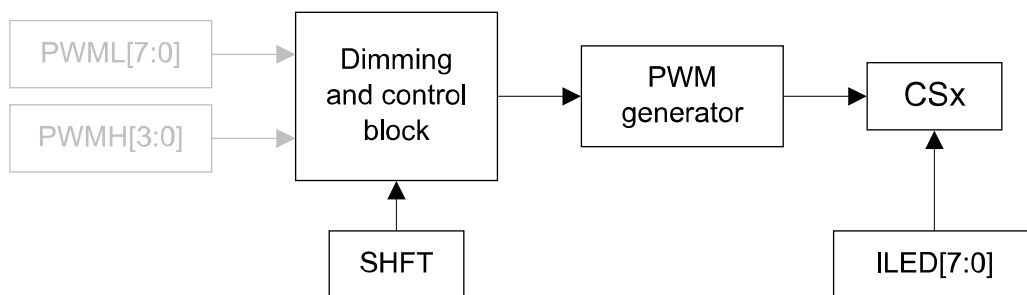 PWML[7:0]
PWMH[3:0]
Dimming
and control
block
PWM
generator
CSx
SHFT
ILED[7:0]